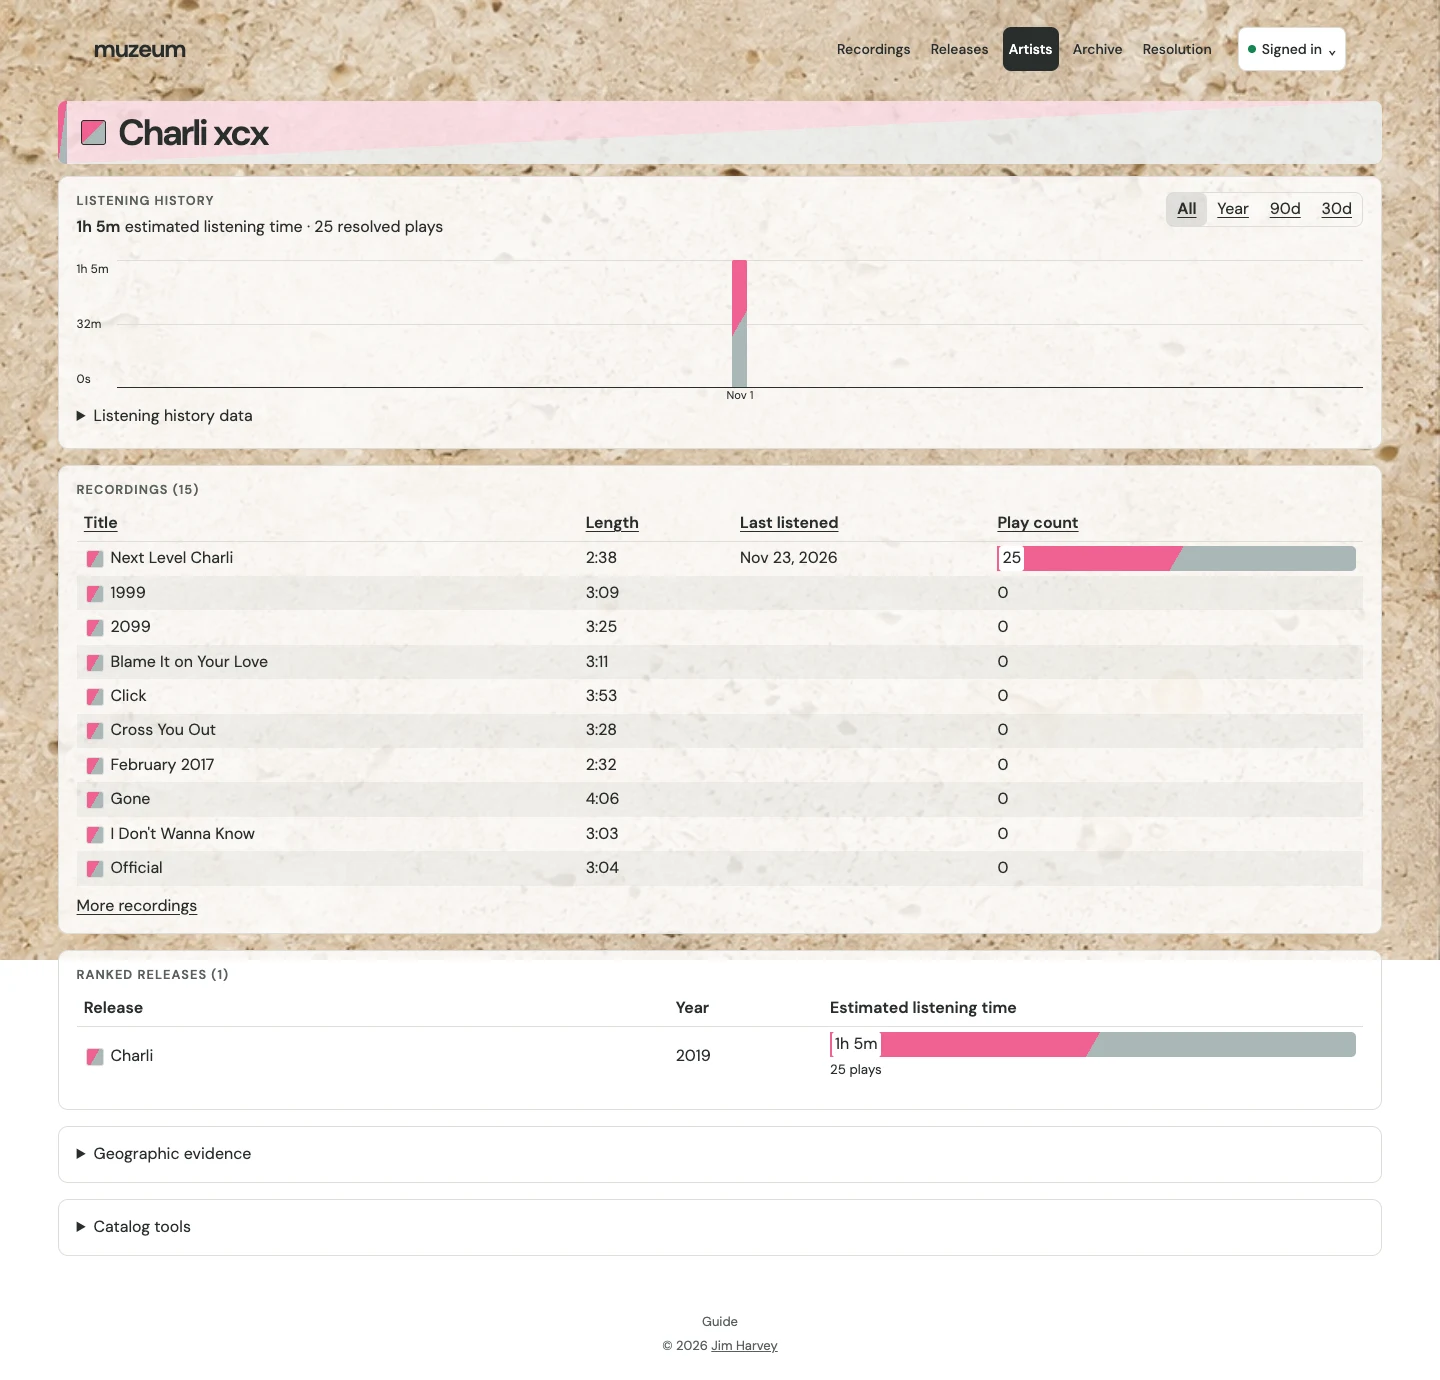 muzeum
Recordings Releases Artists Archive Resolution Signed in
Charli xcx
LISTENING HISTORY
All Year 90d 30d
1h 5m estimated listening time · 25 resolved plays
1h 5m
32m
0s
Nov 1
Listening history data
RECORDINGS (15)
Title Length Last listened Play count
Next Level Charli 2:38 Nov 23, 2026 25
1999 3:09 0
2099 3:25 0
Blame It on Your Love 3:11 0
Click 3:53 0
Cross You Out 3:28 0
February 2017 2:32 0
Gone 4:06 0
I Don't Wanna Know 3:03 0
Official 3:04 0
More recordings
RANKED RELEASES (1)
Release Year Estimated listening time
Charli 2019 1h 5m
25 plays
Geographic evidence
Catalog tools
Guide
© 2026 Jim Harvey